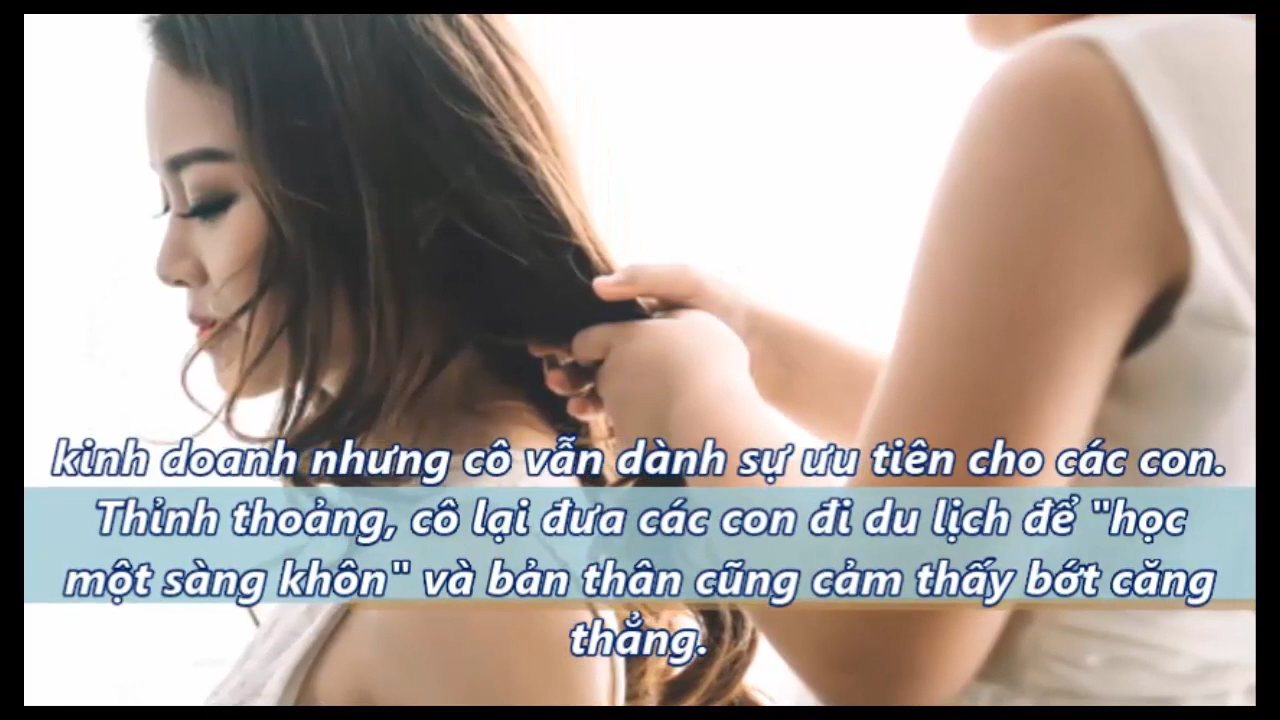 kinh doanh nhưng cô vẫn dành sự ưu tiên cho các con.
Thỉnh thoảng, cô lại đưa các con đi du lịch để "học
một sàng khôn" và bản thân cũng cảm thấy bớt căng
thẳng.